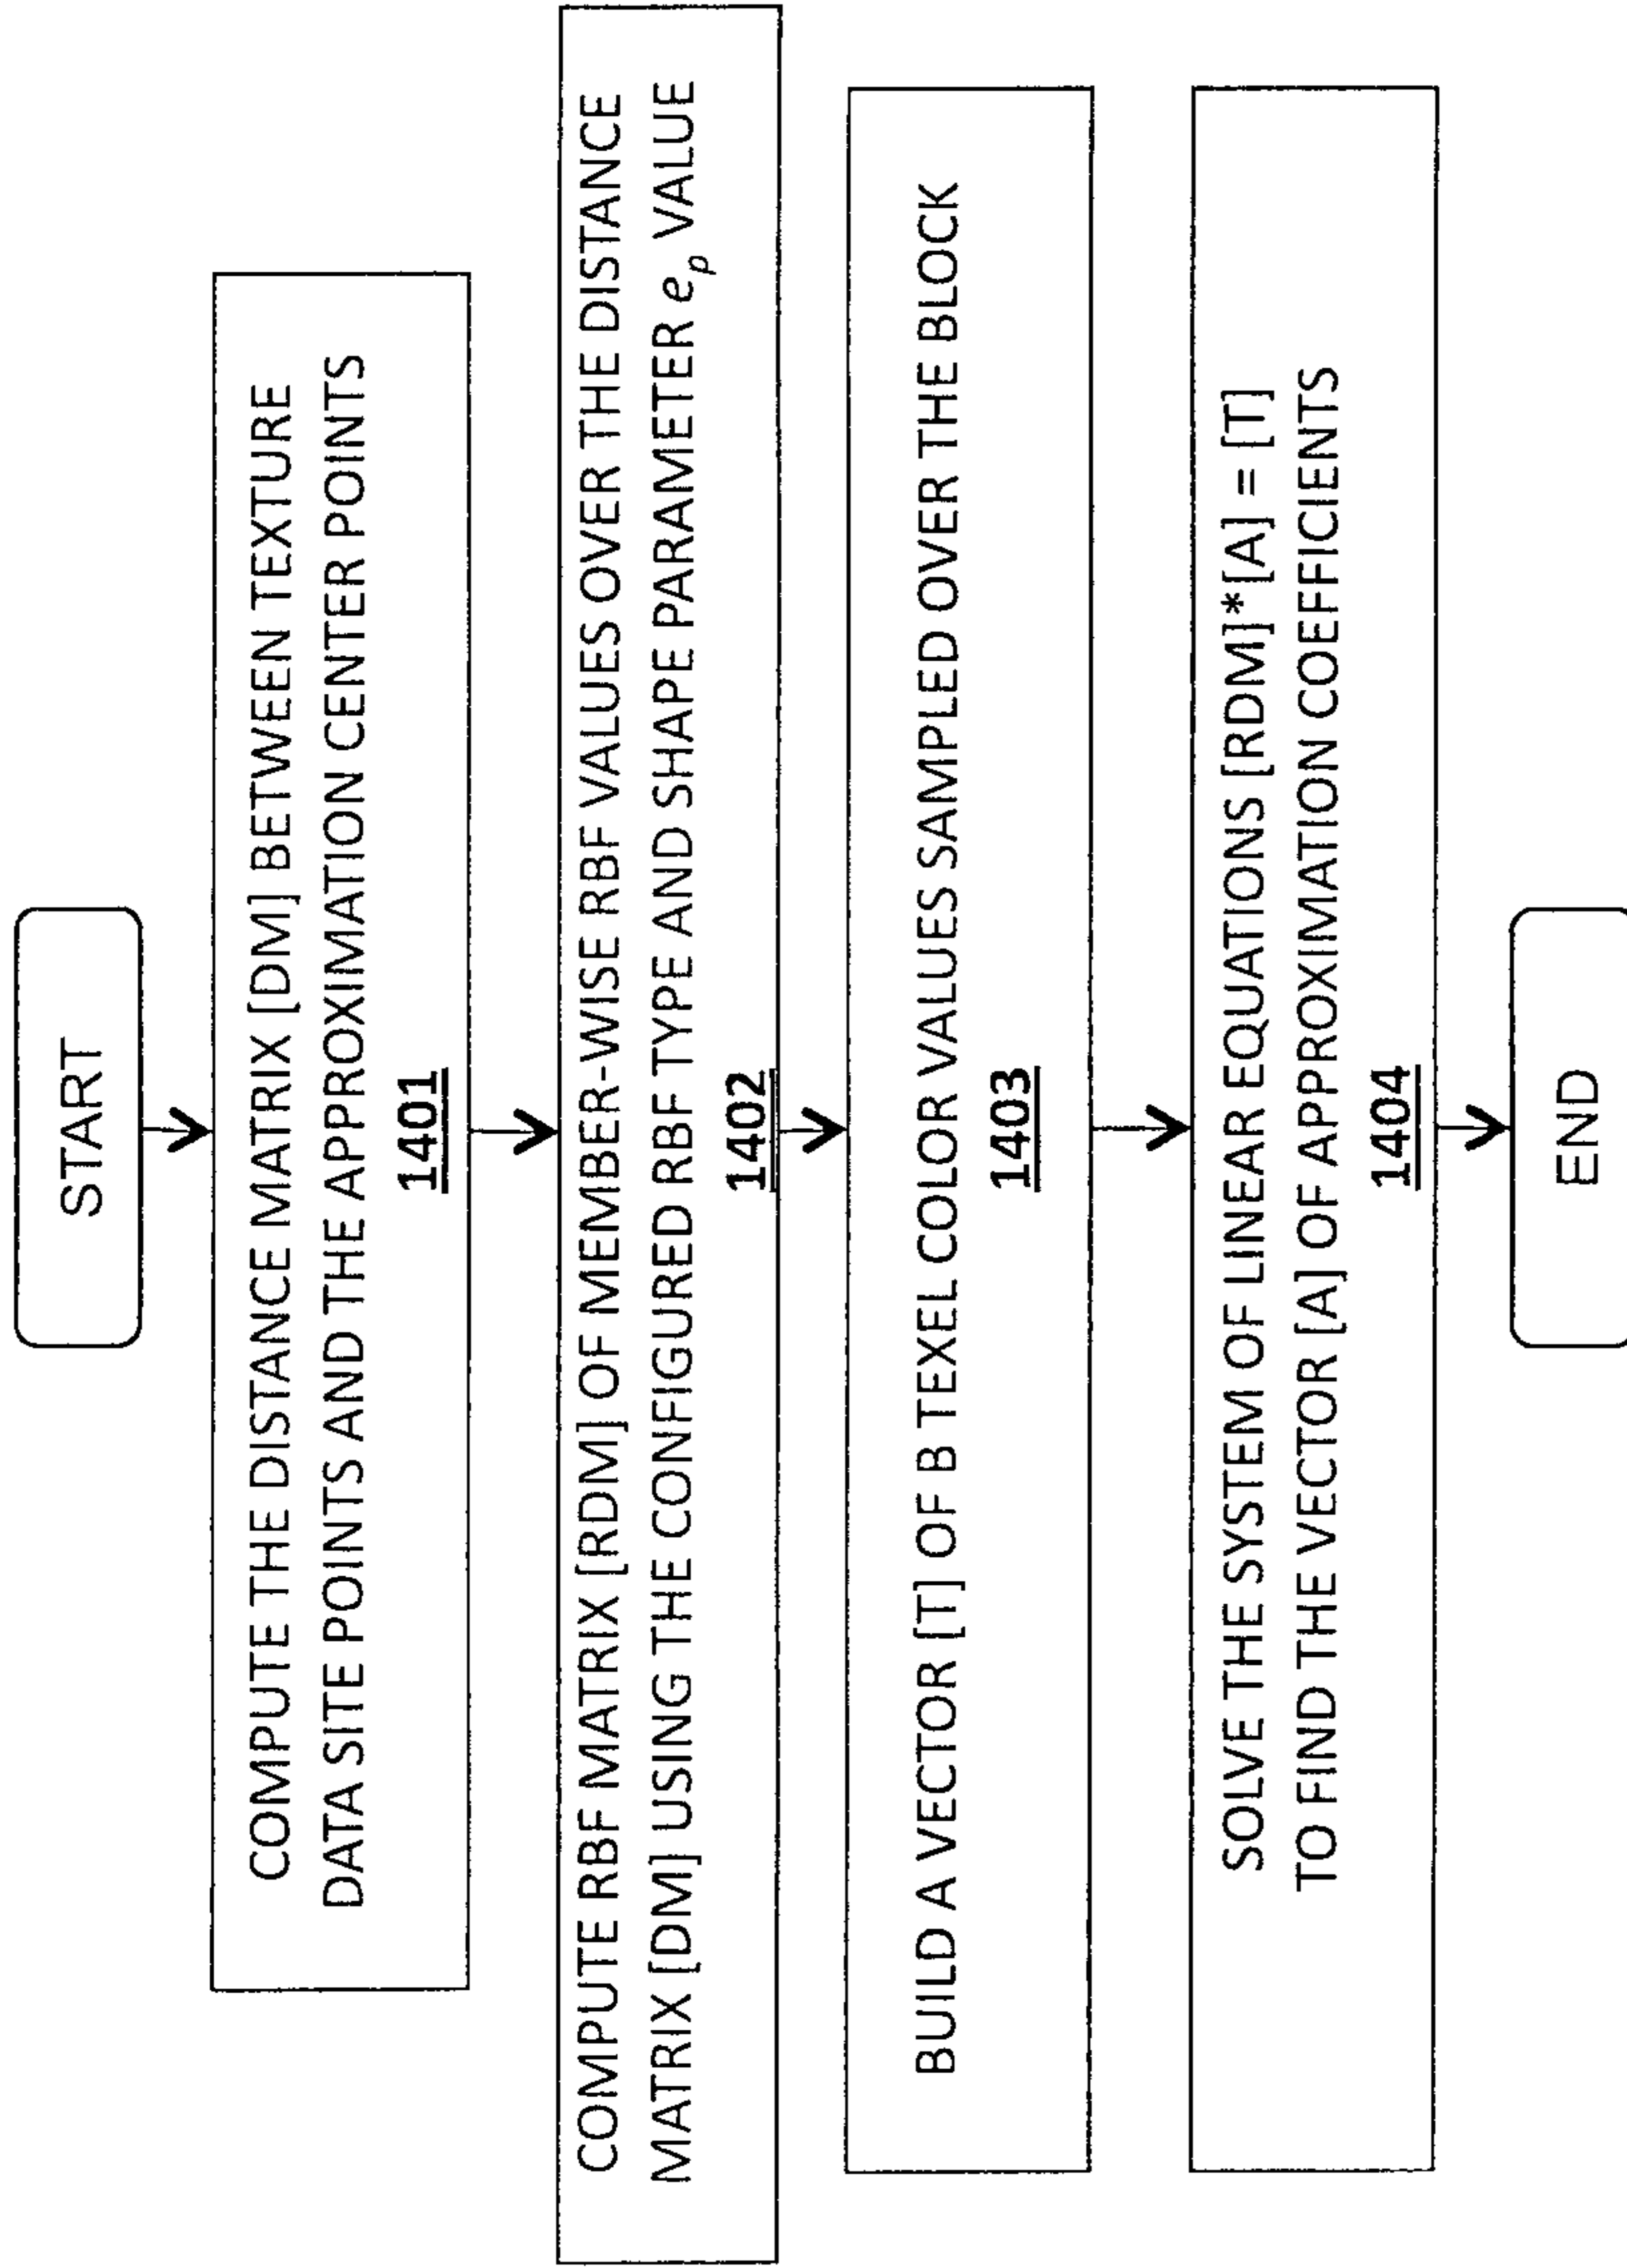 START
COMPUTE THE DISTANCE MATRIX [DM] BETWEEN TEXTURE
DATA SITE POINTS AND THE APPROXIMATION CENTER POINTS
1401
COMPUTE RBF MATRIX [RDM] OF MEMBER-WISE RBF VALUES OVER THE DISTANCE
MATRIX [DM] USING THE CONFIGURED RBF TYPE AND SHAPE PARAMETER e_p VALUE
1402
BUILD A VECTOR [T] OF B TEXEL COLOR VALUES SAMPLED OVER THE BLOCK
1403
SOLVE THE SYSTEM OF LINEAR EQUATIONS [RDM]*[A] = [T]
TO FIND THE VECTOR [A] OF APPROXIMATION COEFFICIENTS
1404
END